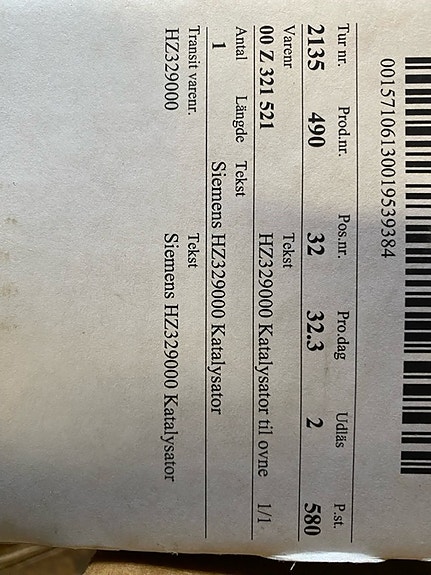 00157106130019539384
Tur nr. Prod.nr. Pos.nr. Pro.dag Udläs P.st.
2135 490 32 32.3 2 580
Varenr Tekst
00 Z 321 521 HZ329000 Katalysator til ovne 1/1
Antal Längde Tekst
1 Siemens HZ329000 Katalysator
Transit varenr. Tekst
HZ329000 Siemens HZ329000 Katalysator